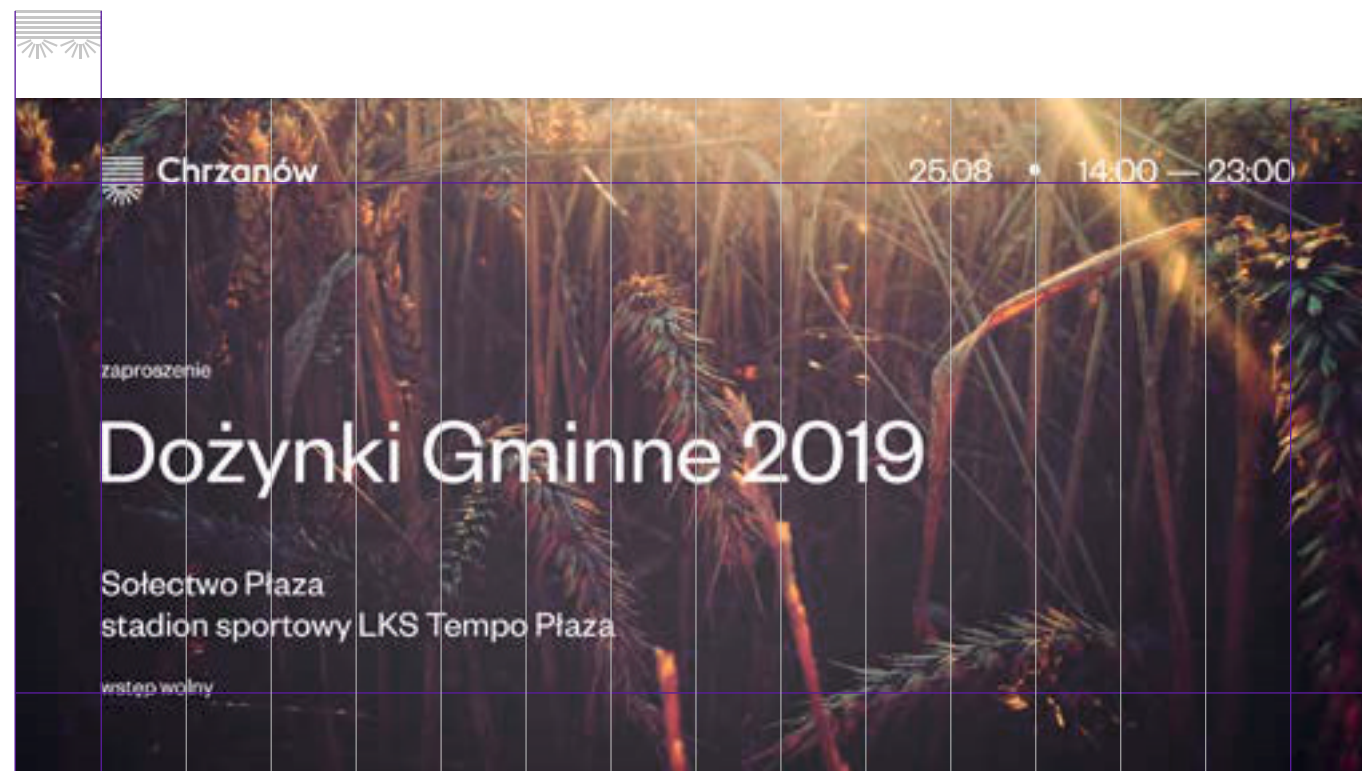 Chrzanów
25.08 • 14:00 — 23:00
zaproszenie
Dożynki Gminne 2019
Sołectwo Płaza
stadion sportowy LKS Tempo Płaza
wstęp wolny